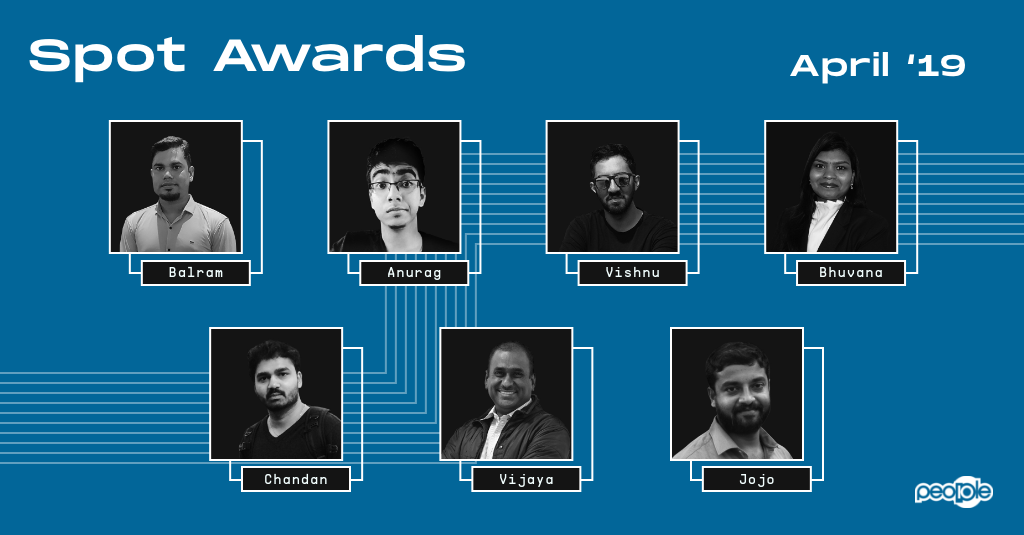 Spot Awards
April ‘19
Balram
Anurag
Vishnu
Bhuvana
Chandan
Vijaya
Jojo
people